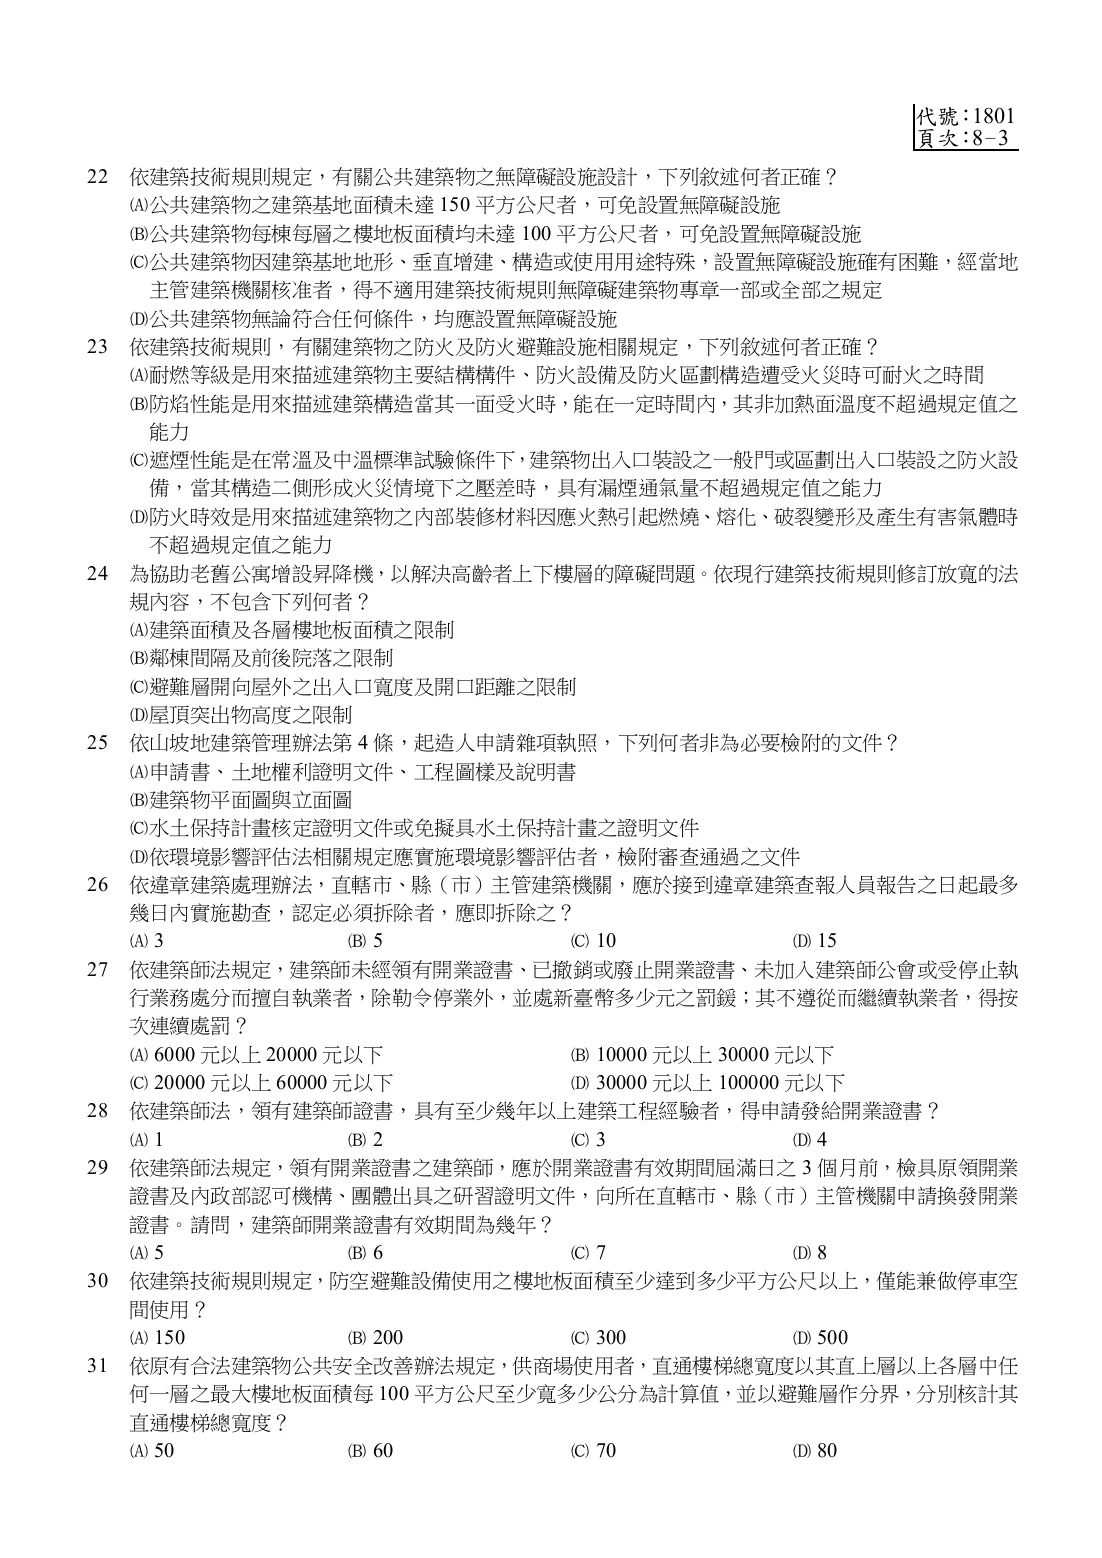 代號：1801
頁次：8－3
22 依建築技術規則規定，有關公共建築物之無障礙設施設計，下列敘述何者正確？
(A)公共建築物之建築基地面積未達 150 平方公尺者，可免設置無障礙設施
(B)公共建築物每棟每層之樓地板面積均未達 100 平方公尺者，可免設置無障礙設施
(C)公共建築物因建築基地地形、垂直增建、構造或使用用途特殊，設置無障礙設施確有困難，經當地
主管建築機關核准者，得不適用建築技術規則無障礙建築物專章一部或全部之規定
(D)公共建築物無論符合任何條件，均應設置無障礙設施
23 依建築技術規則，有關建築物之防火及防火避難設施相關規定，下列敘述何者正確？
(A)耐燃等級是用來描述建築物主要結構構件、防火設備及防火區劃構造遭受火災時可耐火之時間
(B)防焰性能是用來描述建築構造當其一面受火時，能在一定時間內，其非加熱面溫度不超過規定值之
能力
(C)遮煙性能是在常溫及中溫標準試驗條件下，建築物出入口裝設之一般門或區劃出入口裝設之防火設
備，當其構造二側形成火災情境下之壓差時，具有漏煙通氣量不超過規定值之能力
(D)防火時效是用來描述建築物之內部裝修材料因應火熱引起燃燒、熔化、破裂變形及產生有害氣體時
不超過規定值之能力
24 為協助老舊公寓增設昇降機，以解決高齡者上下樓層的障礙問題。依現行建築技術規則修訂放寬的法
規內容，不包含下列何者？
(A)建築面積及各層樓地板面積之限制
(B)鄰棟間隔及前後院落之限制
(C)避難層開向屋外之出入口寬度及開口距離之限制
(D)屋頂突出物高度之限制
25 依山坡地建築管理辦法第 4 條，起造人申請雜項執照，下列何者非為必要檢附的文件？
(A)申請書、土地權利證明文件、工程圖樣及說明書
(B)建築物平面圖與立面圖
(C)水土保持計畫核定證明文件或免擬具水土保持計畫之證明文件
(D)依環境影響評估法相關規定應實施環境影響評估者，檢附審查通過之文件
26 依違章建築處理辦法，直轄市、縣（市）主管建築機關，應於接到違章建築查報人員報告之日起最多
幾日內實施勘查，認定必須拆除者，應即拆除之？
(A) 3 (B) 5 (C) 10 (D) 15
27 依建築師法規定，建築師未經領有開業證書、已撤銷或廢止開業證書、未加入建築師公會或受停止執
行業務處分而擅自執業者，除勒令停業外，並處新臺幣多少元之罰鍰；其不遵從而繼續執業者，得按
次連續處罰？
(A) 6000 元以上 20000 元以下 (B) 10000 元以上 30000 元以下
(C) 20000 元以上 60000 元以下 (D) 30000 元以上 100000 元以下
28 依建築師法，領有建築師證書，具有至少幾年以上建築工程經驗者，得申請發給開業證書？
(A) 1 (B) 2 (C) 3 (D) 4
29 依建築師法規定，領有開業證書之建築師，應於開業證書有效期間屆滿日之 3 個月前，檢具原領開業
證書及內政部認可機構、團體出具之研習證明文件，向所在直轄市、縣（市）主管機關申請換發開業
證書。請問，建築師開業證書有效期間為幾年？
(A) 5 (B) 6 (C) 7 (D) 8
30 依建築技術規則規定，防空避難設備使用之樓地板面積至少達到多少平方公尺以上，僅能兼做停車空
間使用？
(A) 150 (B) 200 (C) 300 (D) 500
31 依原有合法建築物公共安全改善辦法規定，供商場使用者，直通樓梯總寬度以其直上層以上各層中任
何一層之最大樓地板面積每 100 平方公尺至少寬多少公分為計算值，並以避難層作分界，分別核計其
直通樓梯總寬度？
(A) 50 (B) 60 (C) 70 (D) 80